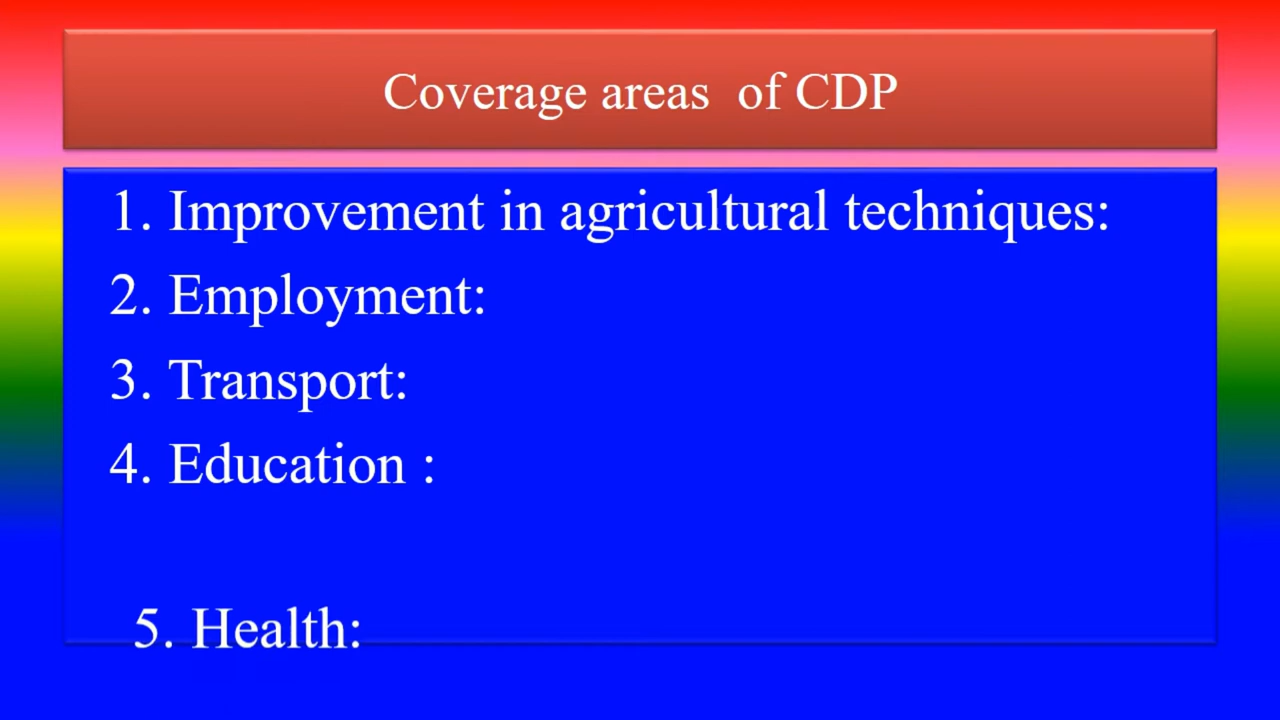 Coverage areas  of CDP
1. Improvement in agricultural techniques:
2. Employment:
3. Transport:
4. Education :
5. Health: